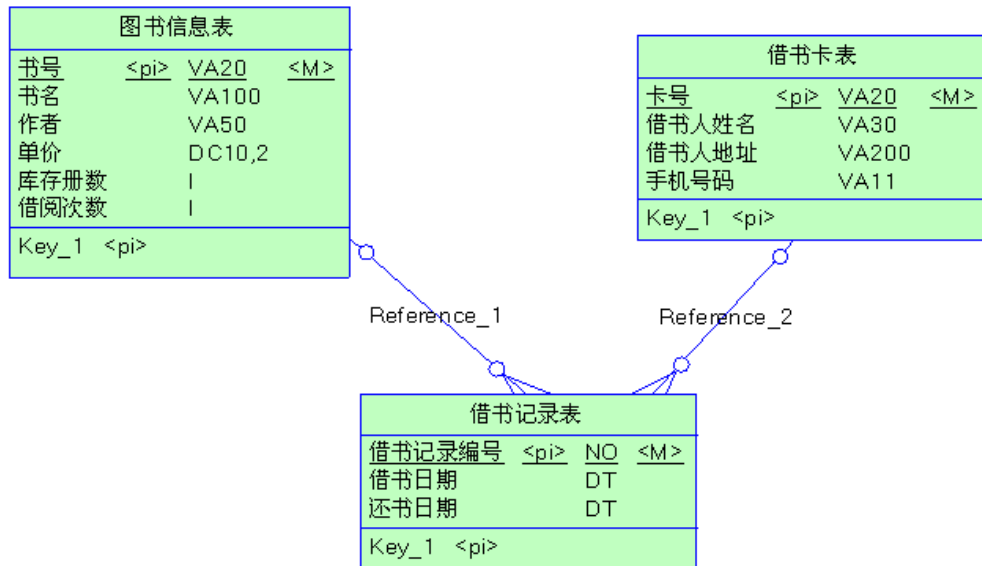 图书信息表
书号 <pi> VA20 <M>
书名 VA100
作者 VA50
单价 DC10,2
库存册数 I
借阅次数 I
Key_1 <pi>
借书卡表
卡号 <pi> VA20 <M>
借书人姓名 VA30
借书人地址 VA200
手机号码 VA11
Key_1 <pi>
Reference_1
Reference_2
借书记录表
借书记录编号 <pi> NO <M>
借书日期 DT
还书日期 DT
Key_1 <pi>